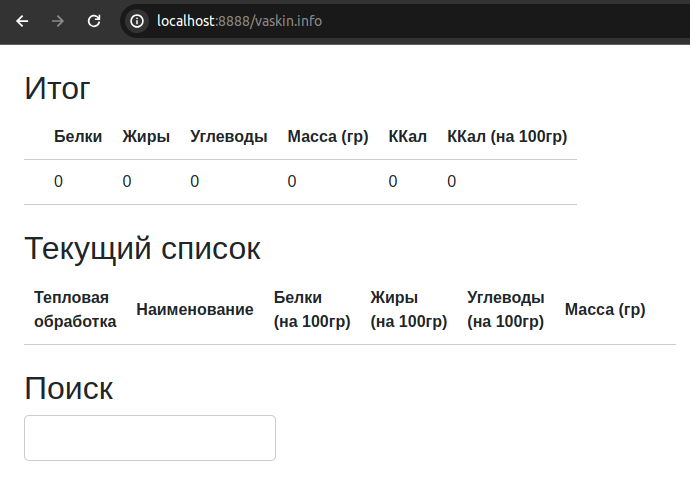 localhost:8888/vaskin.info
Итог
Белки Жиры Углеводы Масса (гр) ККал ККал (на 100гр)
0 0 0 0 0 0
Текущий список
Тепловая обработка Наименование Белки (на 100гр) Жиры (на 100гр) Углеводы (на 100гр) Масса (гр)
Поиск